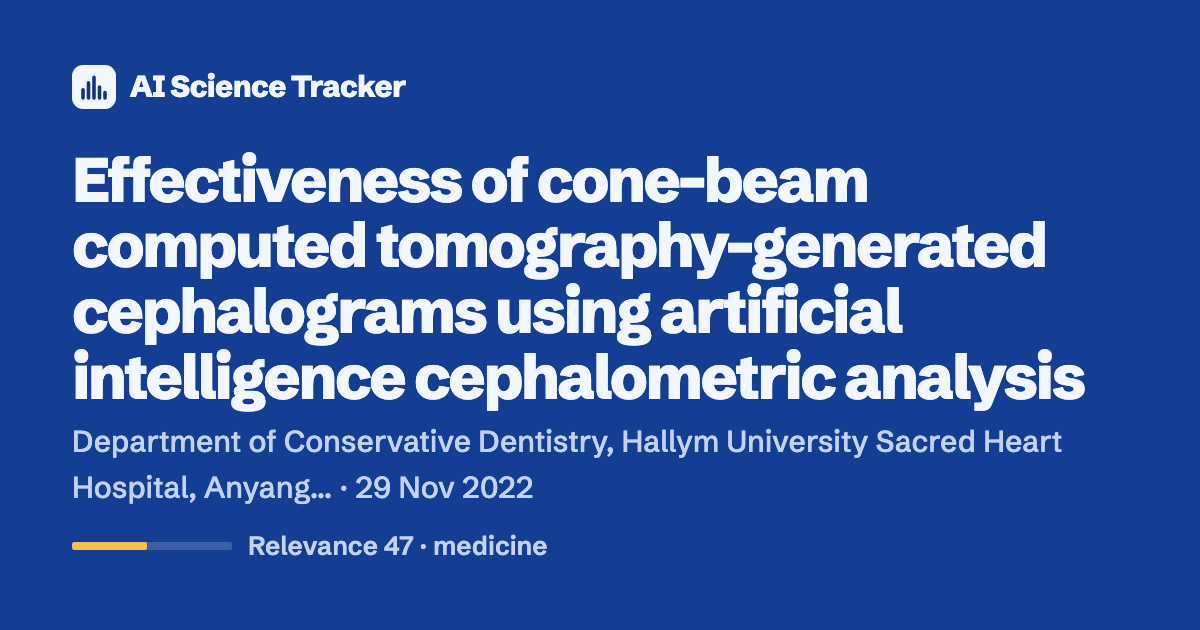 AI Science Tracker
Effectiveness of cone-beam
computed tomography-generated
cephalograms using artificial
intelligence cephalometric analysis
Department of Conservative Dentistry, Hallym University Sacred Heart
Hospital, Anyang... · 29 Nov 2022
Relevance 47 · medicine